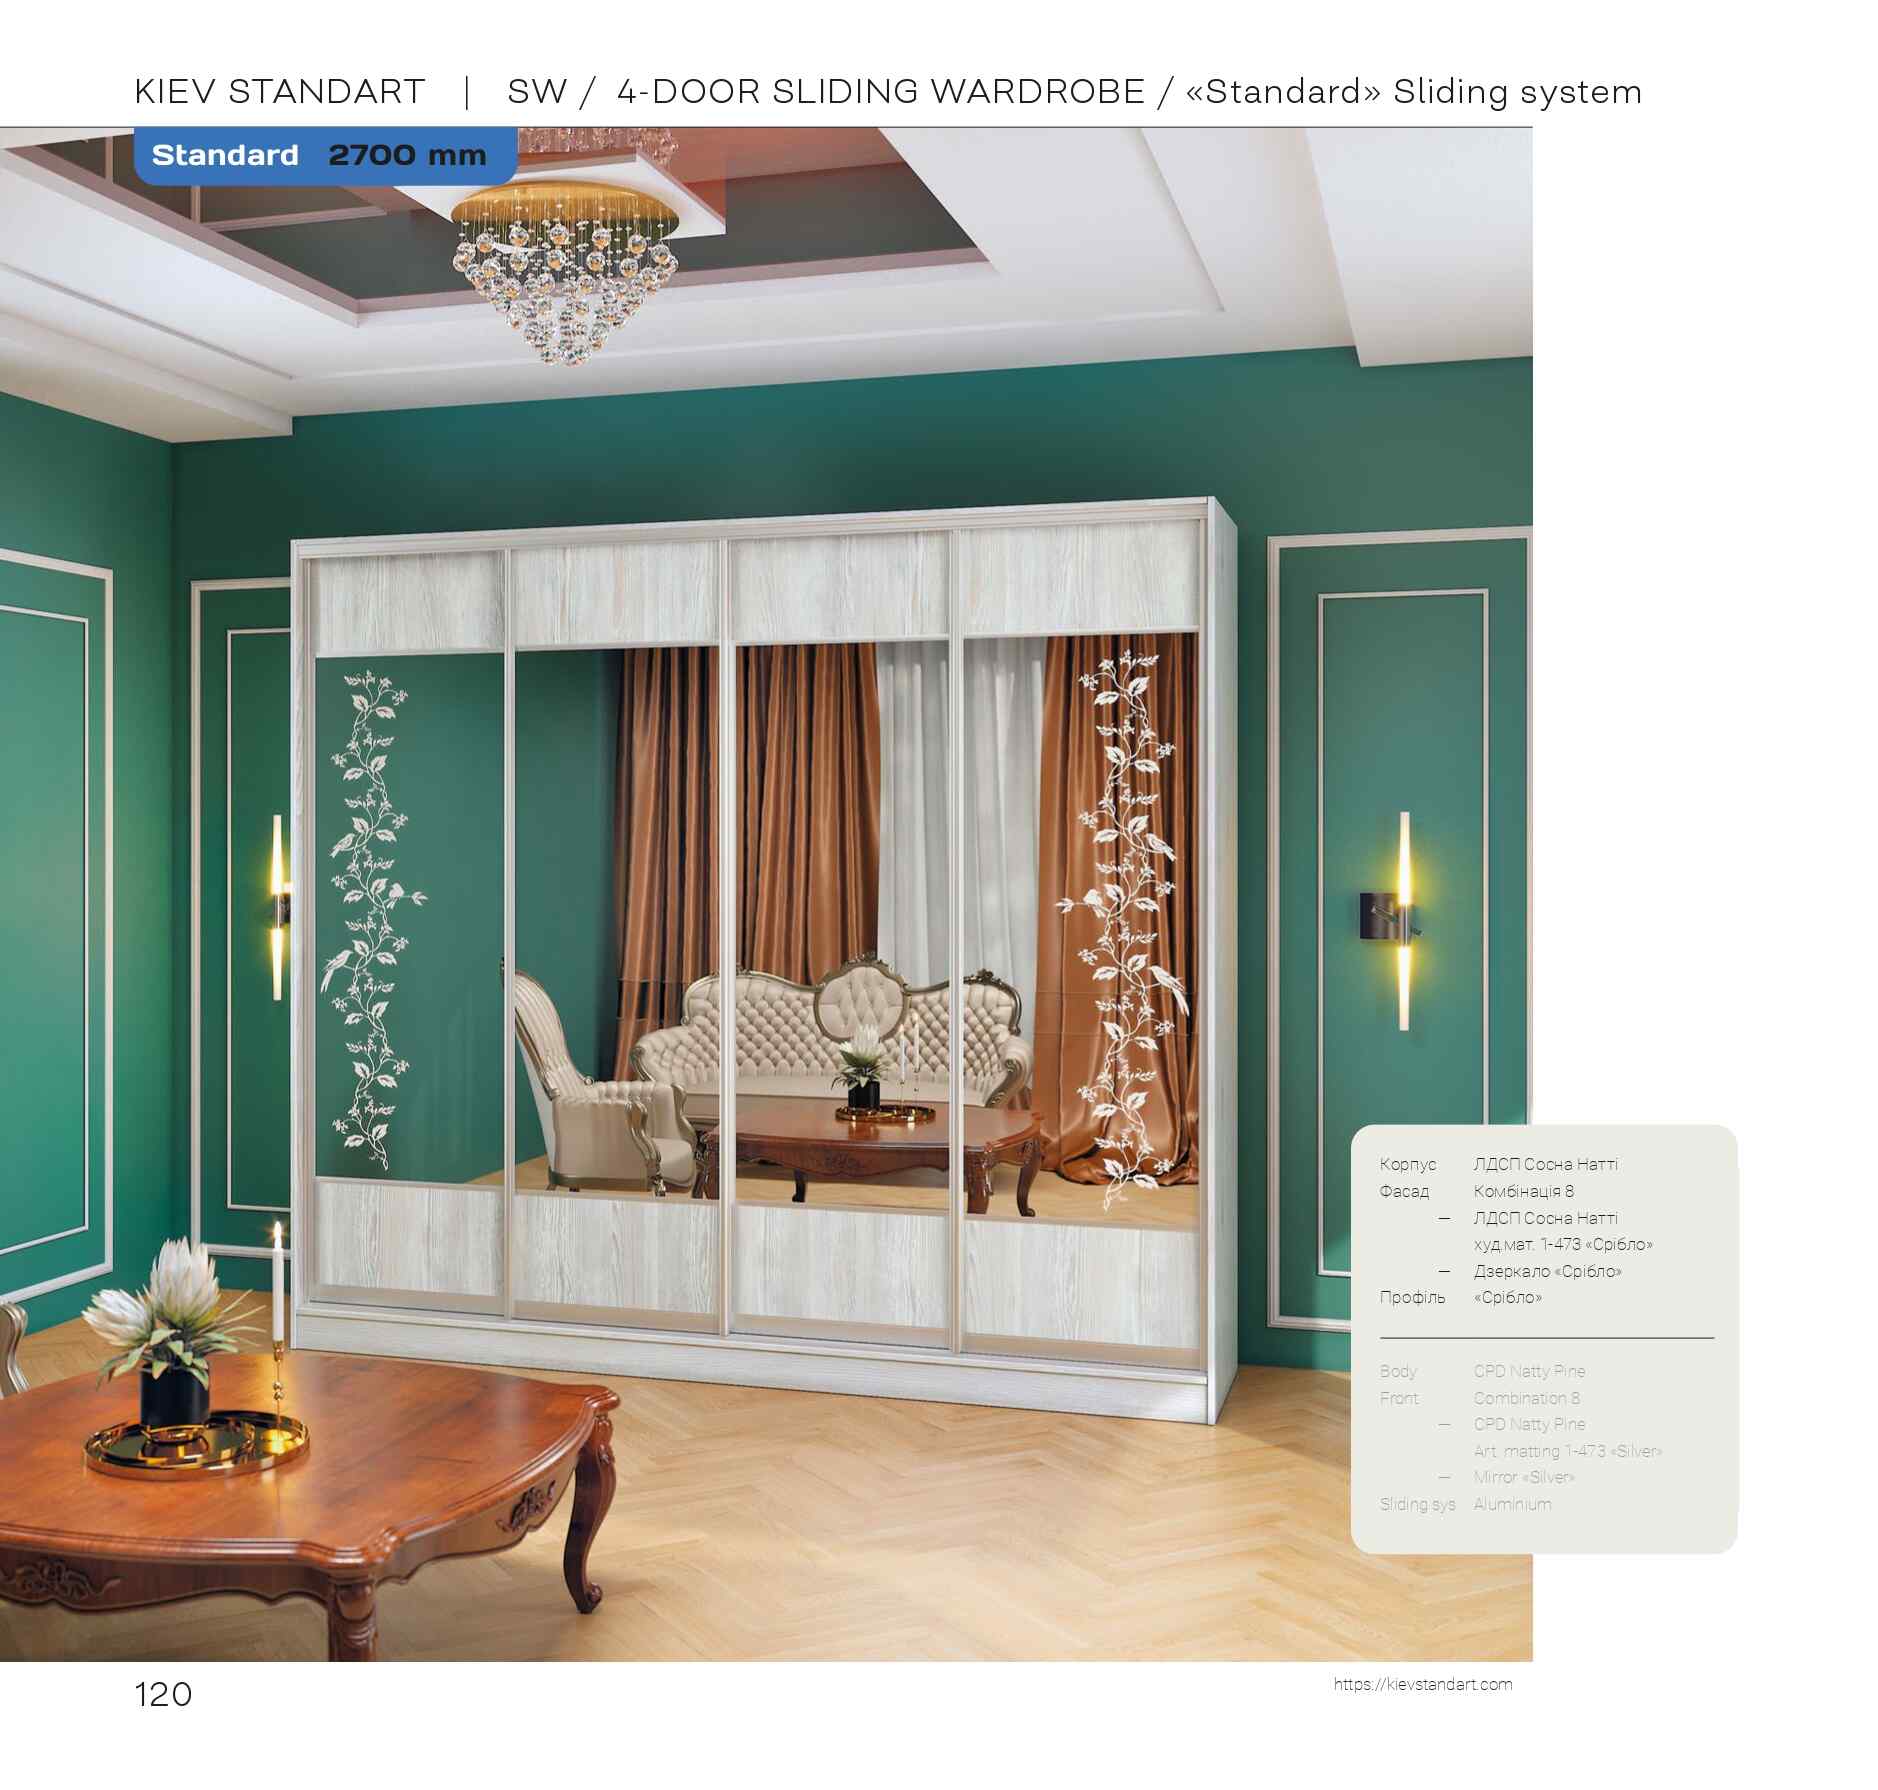 KIEV STANDART | SW / 4-DOOR SLIDING WARDROBE / «Standard» Sliding system
Standard 2700 mm
Корпус ЛДСП Сосна Натті
Фасад Комбінація 8
— ЛДСП Сосна Натті
худ.мат. 1-473 «Срібло»
— Дзеркало «Срібло»
Профіль «Срібло»
Body CPD Natty Pine
Front Combination 8
— CPD Natty Pine
Art. matting 1-473 «Silver»
— Mirror «Silver»
Sliding sys Aluminium
120
https://kievstandart.com